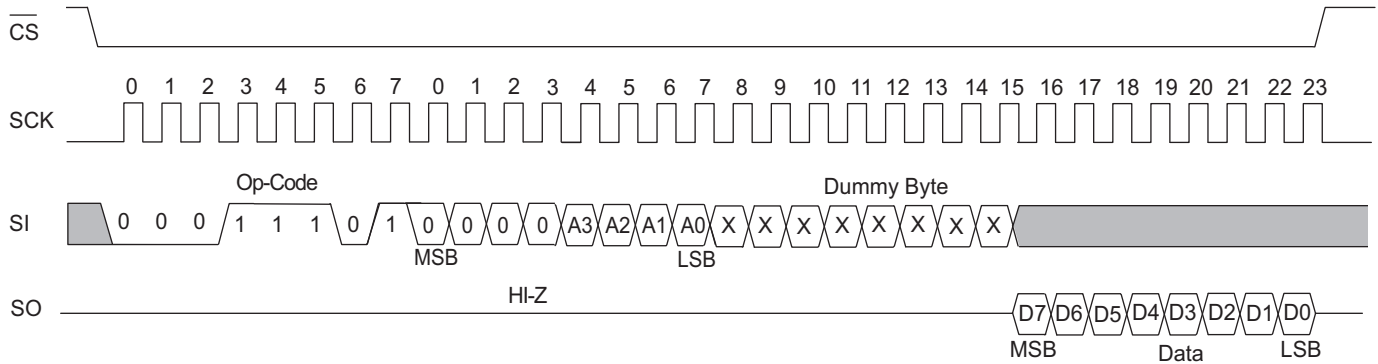 CS
0 1 2 3 4 5 6 7 0 1 2 3 4 5 6 7 8 9 10 11 12 13 14 15 16 17 18 19 20 21 22 23
SCK
Op-Code Dummy Byte
SI 0 0 0 1 1 1 0 1 0 0 0 0 A3 A2 A1 A0 X X X X X X X X
MSB LSB
HI-Z
SO D7 D6 D5 D4 D3 D2 D1 D0
MSB Data LSB